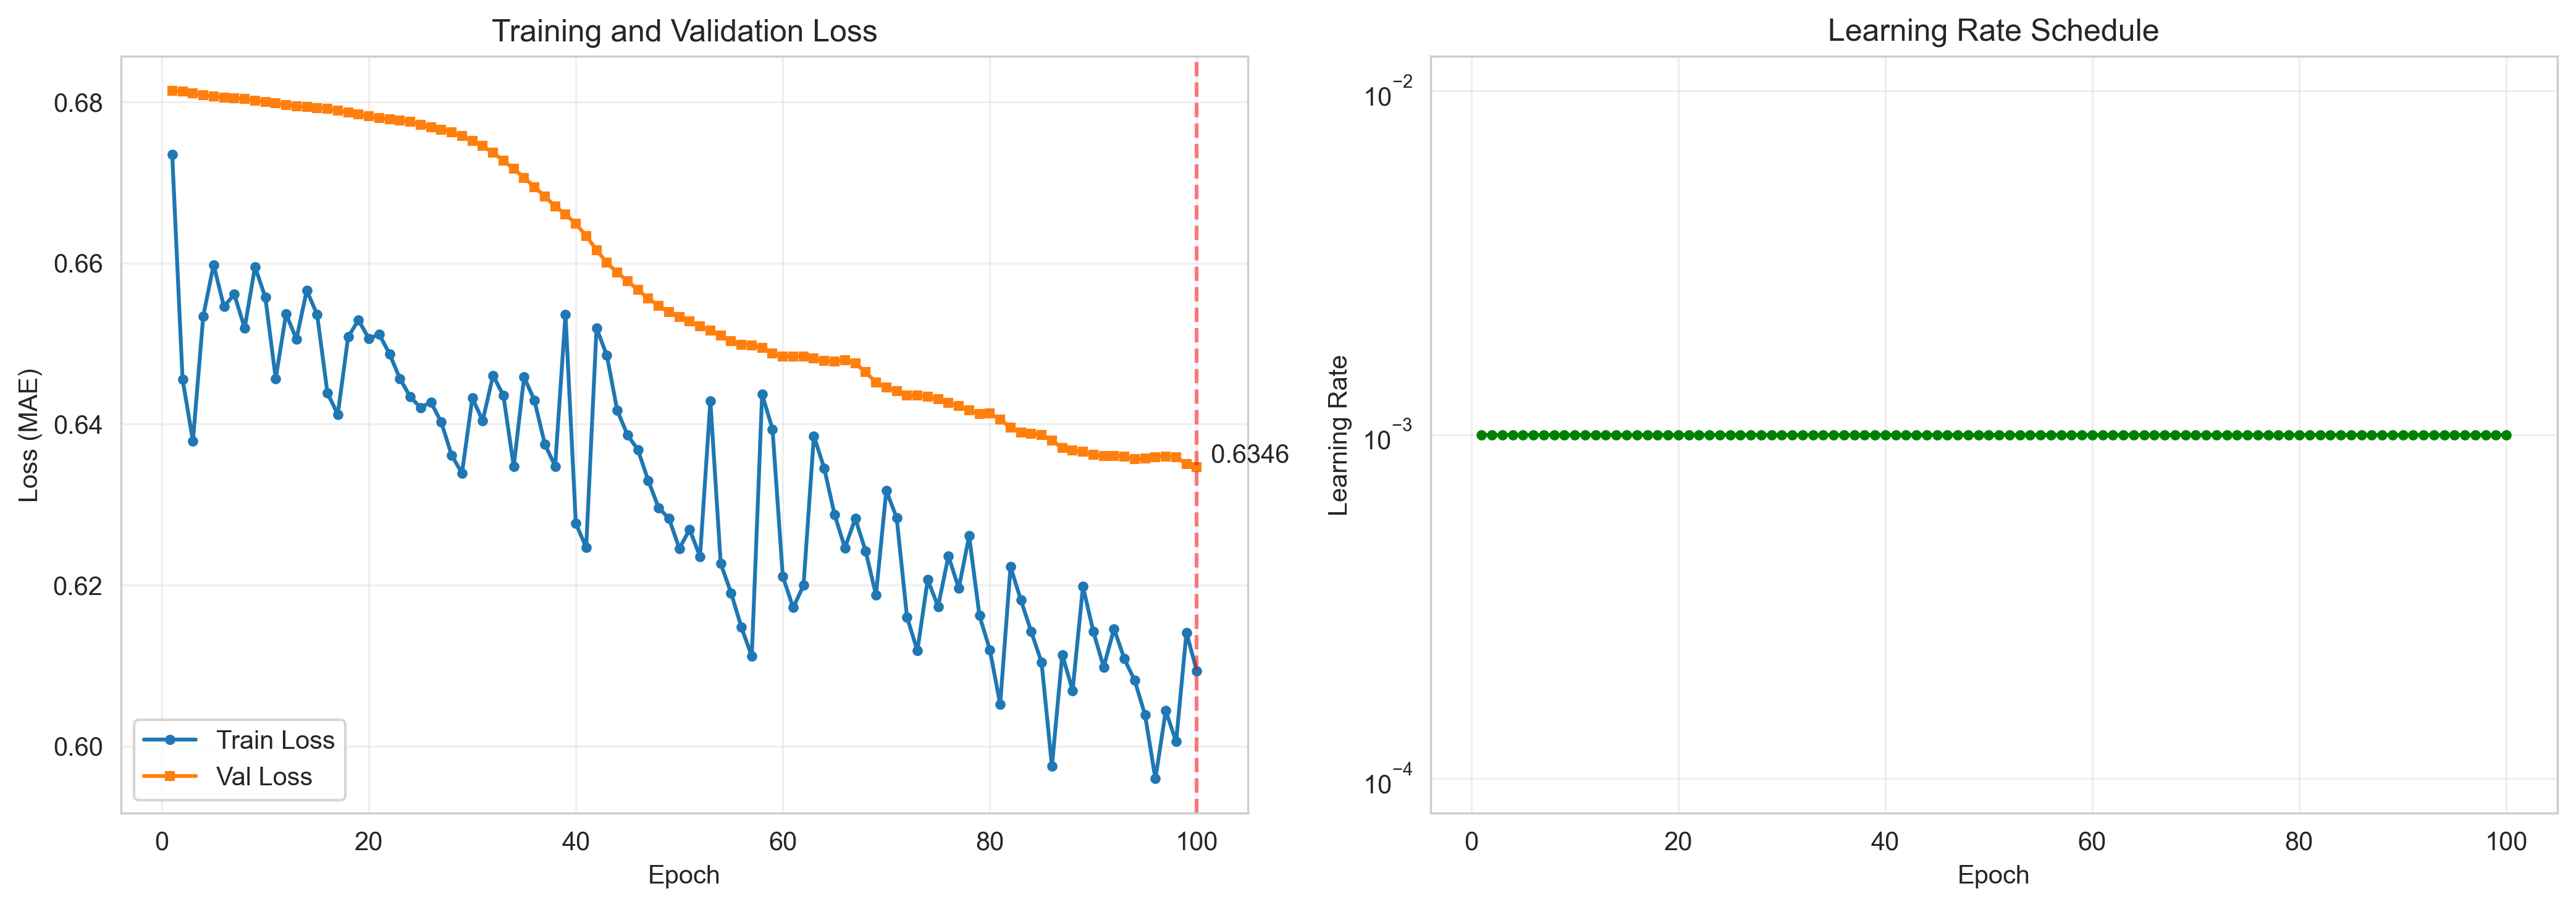 Training and Validation Loss
Loss (MAE)
0.68
0.66
0.64
0.62
0.60
0.6346
Train Loss
Val Loss
0 20 40 60 80 100
Epoch
Learning Rate Schedule
Learning Rate
10⁻²
10⁻³
10⁻⁴
0 20 40 60 80 100
Epoch